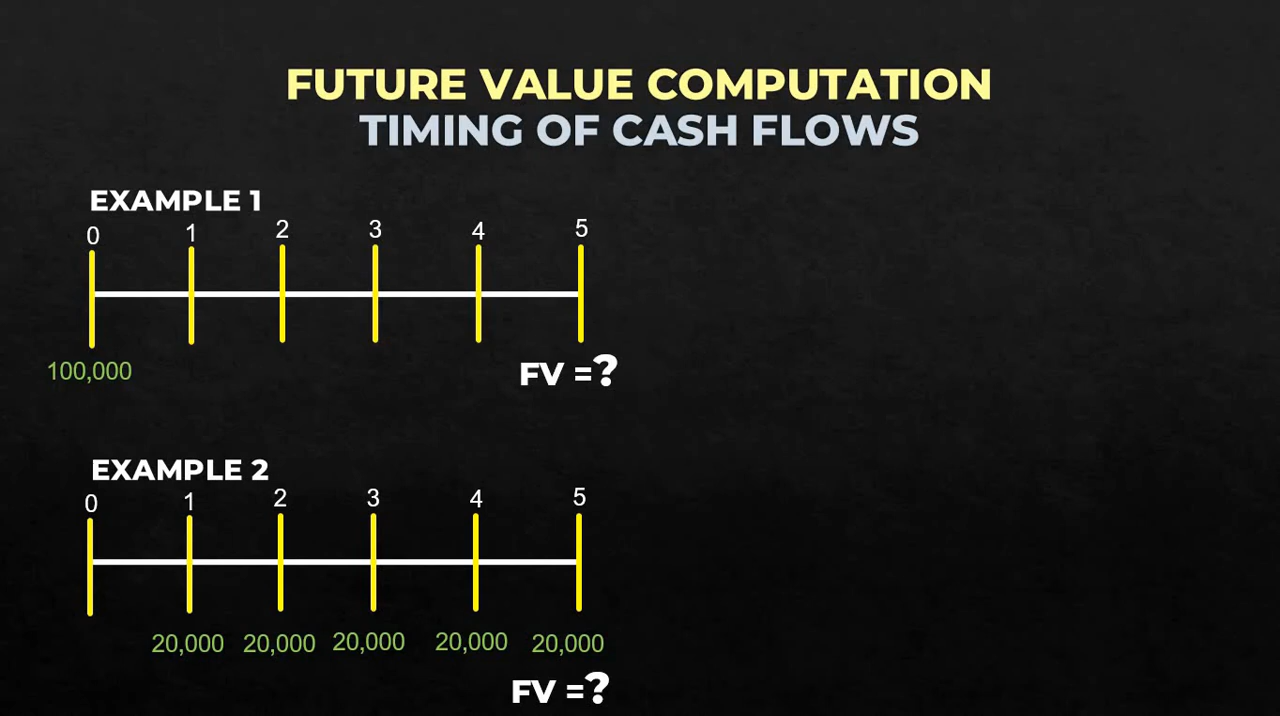 FUTURE VALUE COMPUTATION
TIMING OF CASH FLOWS
EXAMPLE 1
0 1 2 3 4 5
100,000
FV =?
EXAMPLE 2
0 1 2 3 4 5
20,000 20,000 20,000 20,000 20,000
FV =?